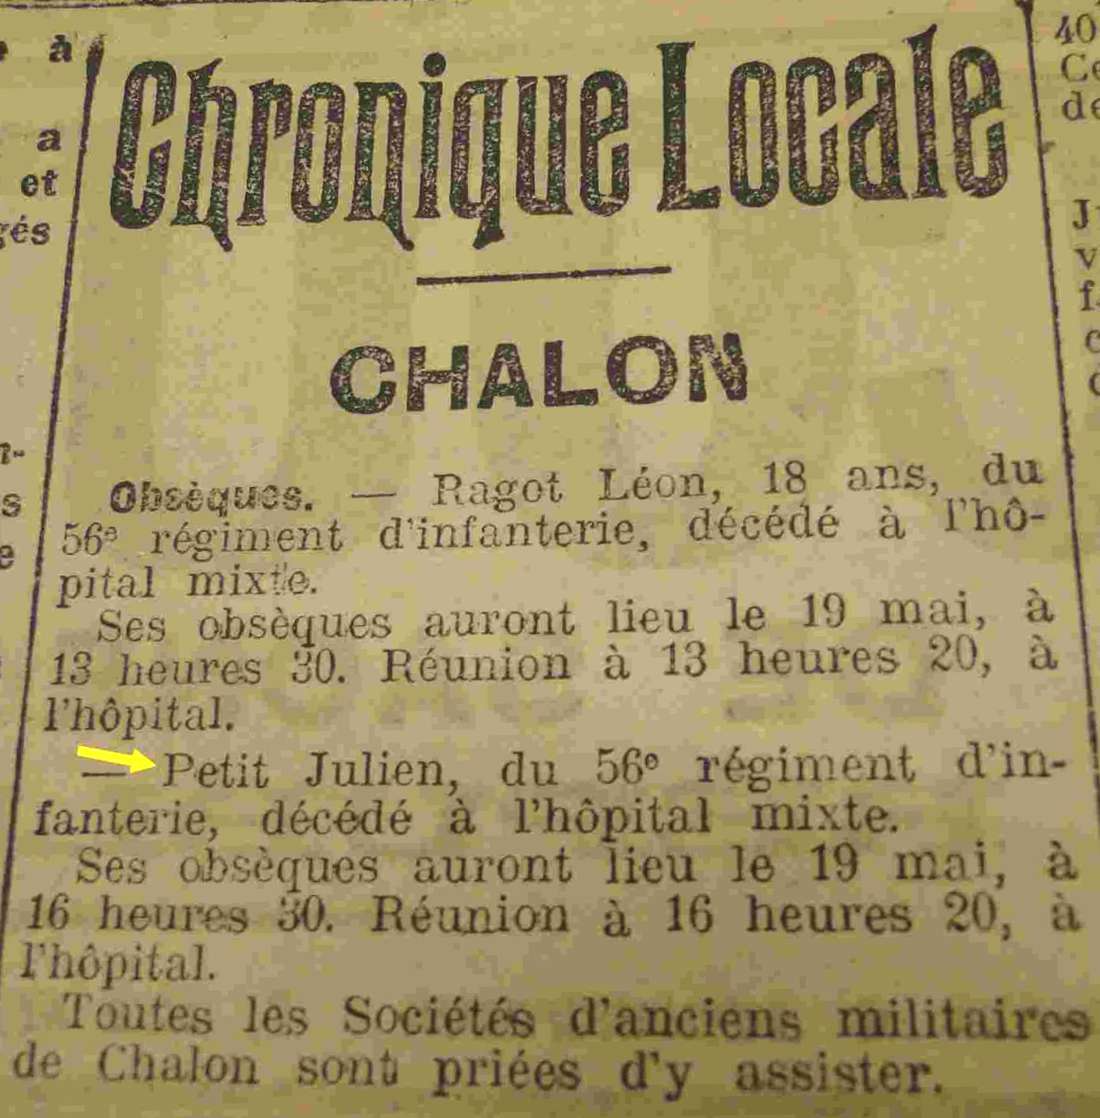 Chronique Locale
CHALON
Obsèques. — Ragot Léon, 18 ans, du
56e régiment d'infanterie, décédé à l'hô-
pital mixte.
Ses obsèques auront lieu le 19 mai, à
13 heures 30. Réunion à 13 heures 20, à
l'hôpital.
— Petit Julien, du 56e régiment d'in-
fanterie, décédé à l'hôpital mixte.
Ses obsèques auront lieu le 19 mai, à
16 heures 30. Réunion à 16 heures 20, à
l'hôpital.
Toutes les Sociétés d'anciens militaires
de Chalon sont priées d'y assister.
à
a
et
40